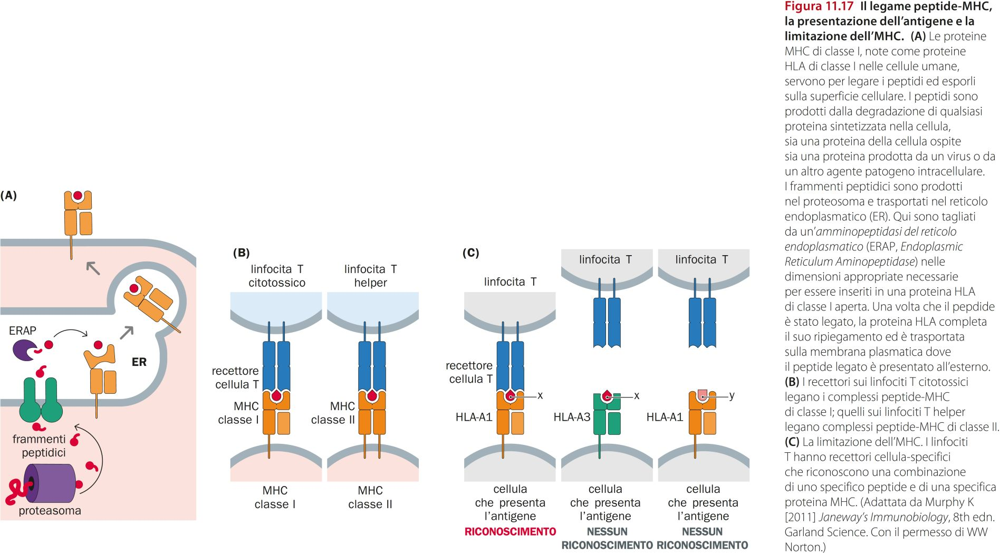 Figura 11.17 Il legame peptide-MHC,
la presentazione dell'antigene e la
limitazione dell'MHC. (A) Le proteine
MHC di classe I, note come proteine
HLA di classe I nelle cellule umane,
servono per legare i peptidi ed esporli
sulla superficie cellulare. I peptidi sono
prodotti dalla degradazione di qualsiasi
proteina sintetizzata nella cellula,
sia una proteina della cellula ospite
sia una proteina prodotta da un virus o da
un altro agente patogeno intracellulare.
I frammenti peptidici sono prodotti
nel proteosoma e trasportati nel reticolo
endoplasmatico (ER). Qui sono tagliati
da un'amminopeptidasi del reticolo
endoplasmatico (ERAP, Endoplasmic
Reticulum Aminopeptidase) nelle
dimensioni appropriate necessarie
per essere inseriti in una proteina HLA
di classe I aperta. Una volta che il pepdide
è stato legato, la proteina HLA completa
il suo ripiegamento ed è trasportata
sulla membrana plasmatica dove
il peptide legato è presentato all'esterno.
(B) I recettori sui linfociti T citotossici
legano i complessi peptide-MHC
di classe I; quelli sui linfociti T helper
legano complessi peptide-MHC di classe II.
(C) La limitazione dell'MHC. I linfociti
T hanno recettori cellula-specifici
che riconoscono una combinazione
di uno specifico peptide e di una specifica
proteina MHC. (Adattata da Murphy K
[2011] Janeway's Immunobiology, 8th edn.
Garland Science. Con il permesso di WW
Norton.)
(A)
ERAP
ER
frammenti
peptidici
proteasoma
(B)
linfocita T
citotossico
linfocita T
helper
recettore
cellula T
MHC
classe I
MHC
classe II
MHC
classe I
MHC
classe II
(C)
linfocita T
linfocita T
linfocita T
recettore
cellula T
x
x
y
HLA-A1
HLA-A3
HLA-A1
cellula
che presenta
l'antigene
RICONOSCIMENTO
cellula
che presenta
l'antigene
NESSUN
RICONOSCIMENTO
cellula
che presenta
l'antigene
NESSUN
RICONOSCIMENTO